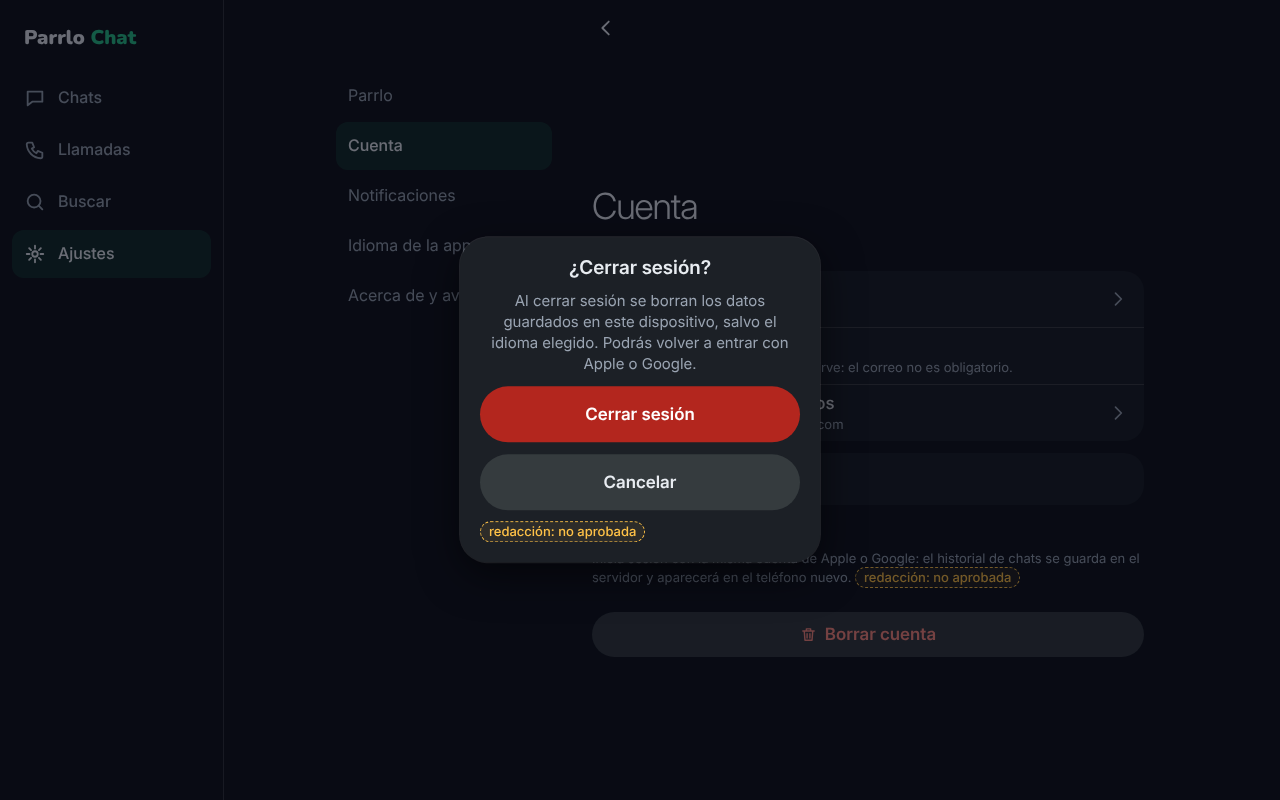 Parrlo Chat
Chats
Llamadas
Buscar
Ajustes
Parrlo
Cuenta
Notificaciones
Idioma de la app
Acerca de y av
Cuenta
rve: el correo no es obligatorio.
os
com
¿Cerrar sesión?
Al cerrar sesión se borran los datos
guardados en este dispositivo, salvo el
idioma elegido. Podrás volver a entrar con
Apple o Google.
Cerrar sesión
Cancelar
redacción: no aprobada
de Apple o Google: el historial de chats se guarda en el
servidor y aparecerá en el teléfono nuevo. redacción: no aprobada
Borrar cuenta